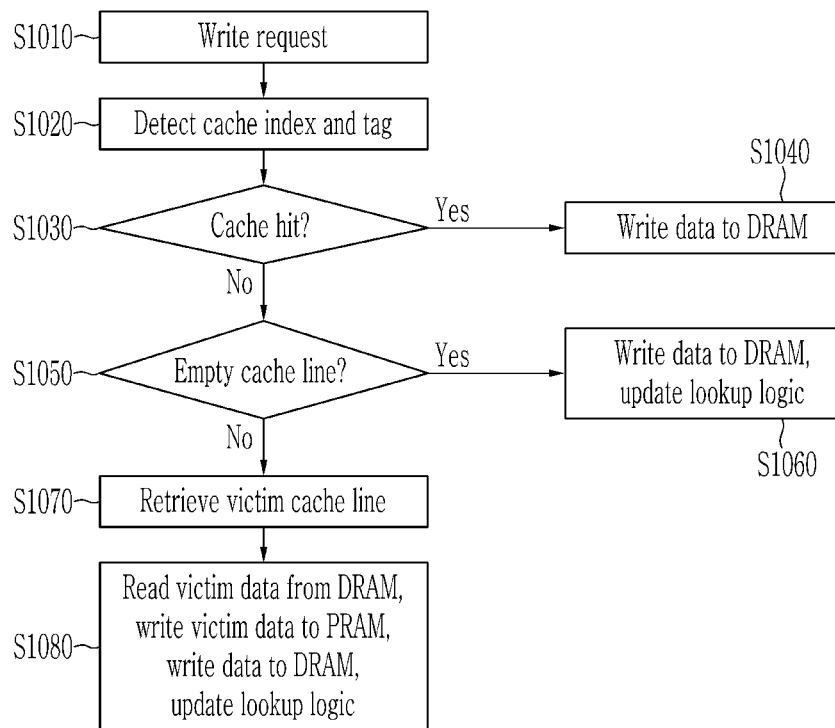 S1010
Write request
S1020
Detect cache index and tag
S1040
S1030
Cache hit?
Yes
Write data to DRAM
No
S1050
Empty cache line?
Yes
Write data to DRAM,
update lookup logic
S1060
No
S1070
Retrieve victim cache line
S1080
Read victim data from DRAM,
write victim data to PRAM,
write data to DRAM,
update lookup logic